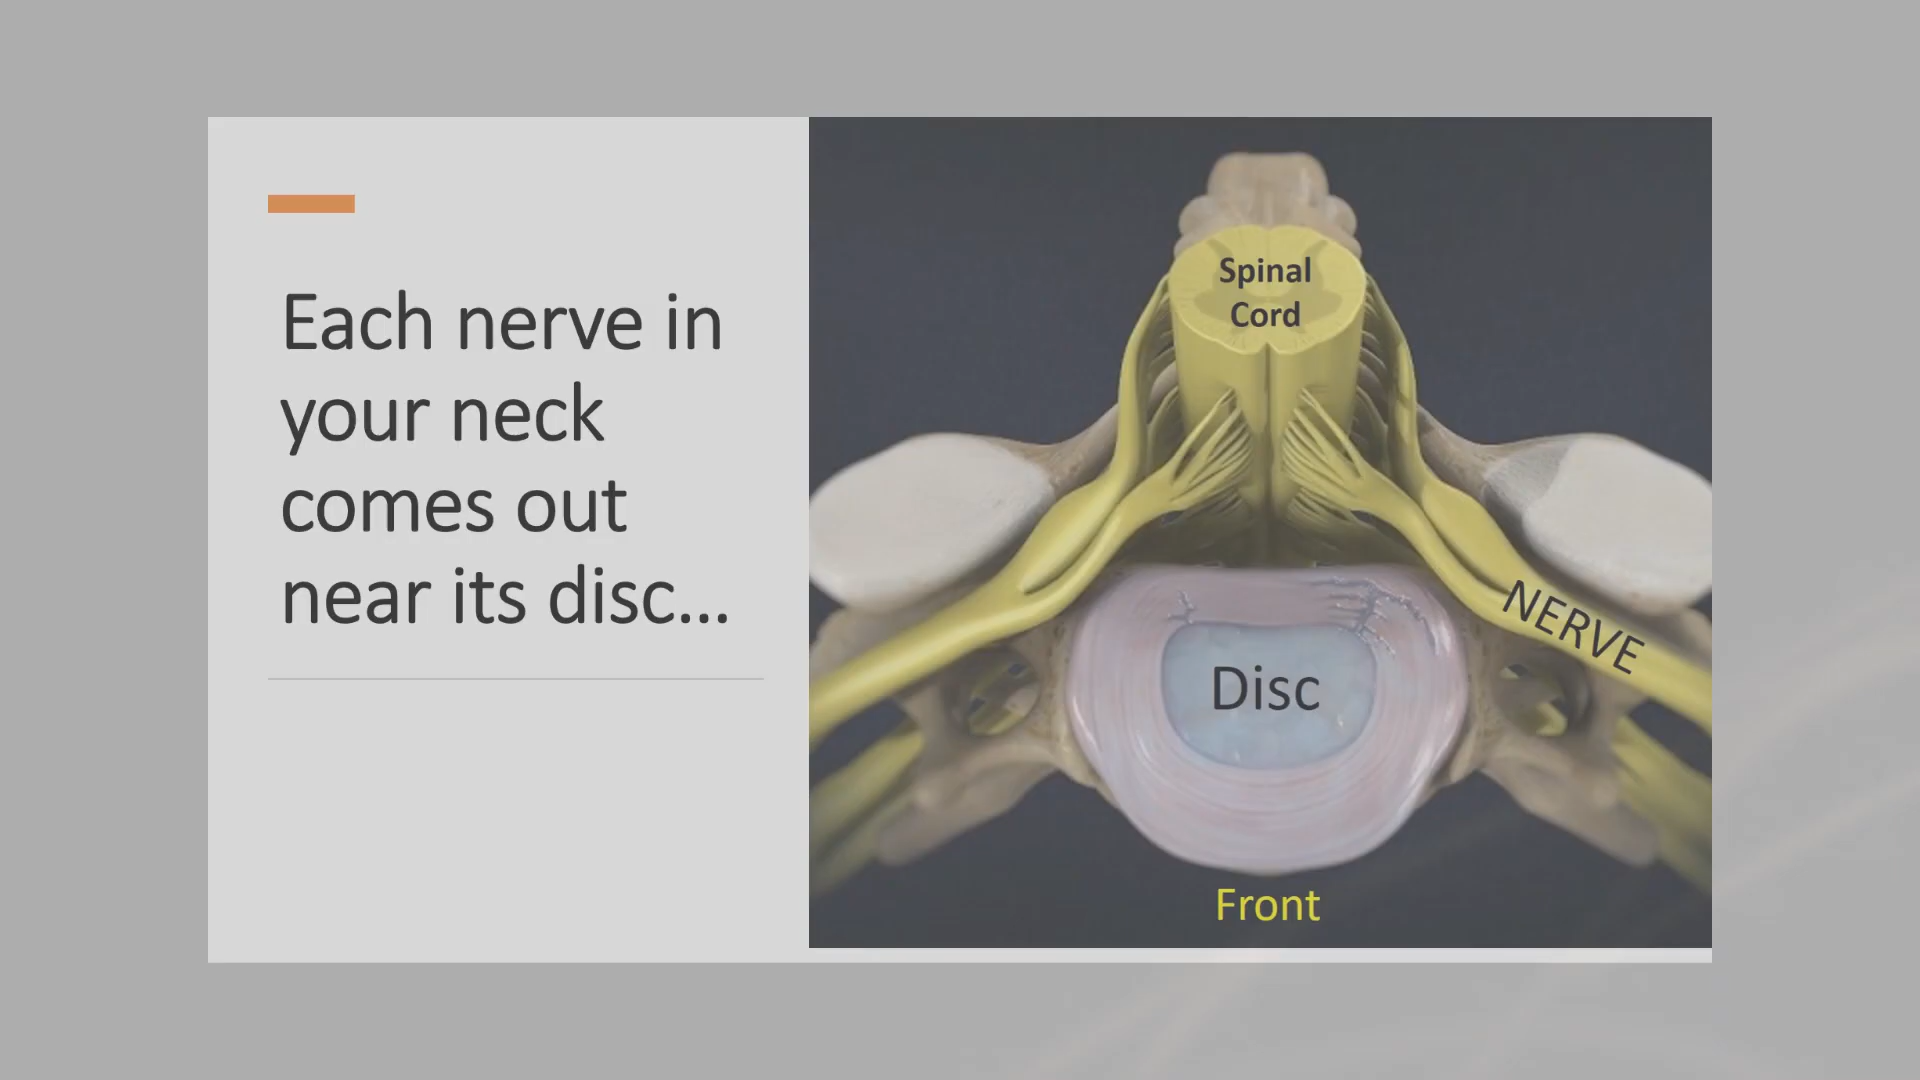 Each nerve in
your neck
comes out
near its disc...
Spinal
Cord
NERVE
Disc
Front